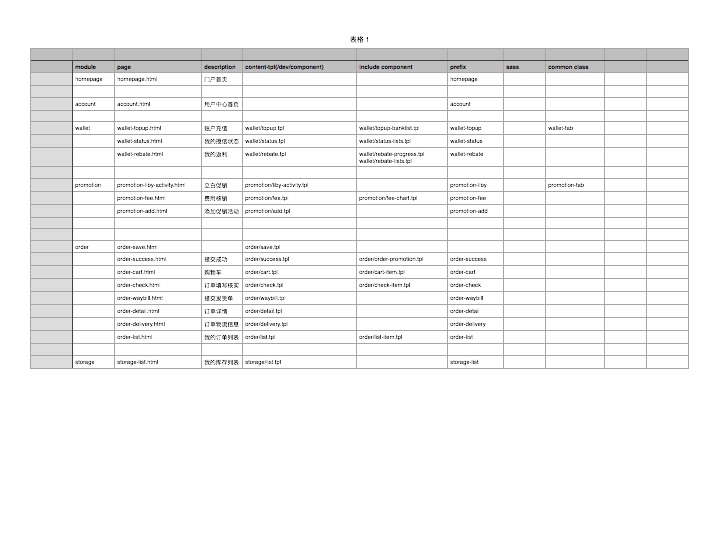 表格 1
module page description content-tpl(/dev/component) include component prefix sass common class
homepage homepage.html 门户首页 homepage
account account.html 用户中心首页 account
wallet wallet-topup.html 账户充值 wallet/topup.tpl wallet/topup-banklist.tpl wallet-topup wallet-tab
wallet-status.html 我的授信状态 wallet/status.tpl wallet/status-lists.tpl wallet-status
wallet-rebate.html 我的返利 wallet/rebate.tpl wallet/rebate-progress.tpl wallet-rebate
wallet/rebate-lists.tpl
promotion promotion-liby-activity.html 立白促销 promotion/liby-activity.tpl promotion-liby promotion-tab
promotion-fee.html 费用核销 promotion/fee.tpl promotion/fee-chart.tpl promotion-fee
promotion-add.html 添加促销活动 promotion/add.tpl promotion-add
order order-save.html order/save.tpl
order-success.html 提交成功 order/success.tpl order/order-promotion.tpl order-success
order-cart.html 购物车 order/cart.tpl order/cart-item.tpl order-cart
order-check.html 订单填写核实 order/check.tpl order/check-item.tpl order-check
order-waybill.html 提交发货单 order/waybill.tpl order-waybill
order-detail.html 订单详情 order/detail.tpl order-detail
order-delivery.html 订单物流信息 order/delivery.tpl order-delivery
order-list.html 我的订单列表 order/list.tpl order/list-item.tpl order-list
storage storage-list.html 我的库存列表 storage/list.tpl storage-list